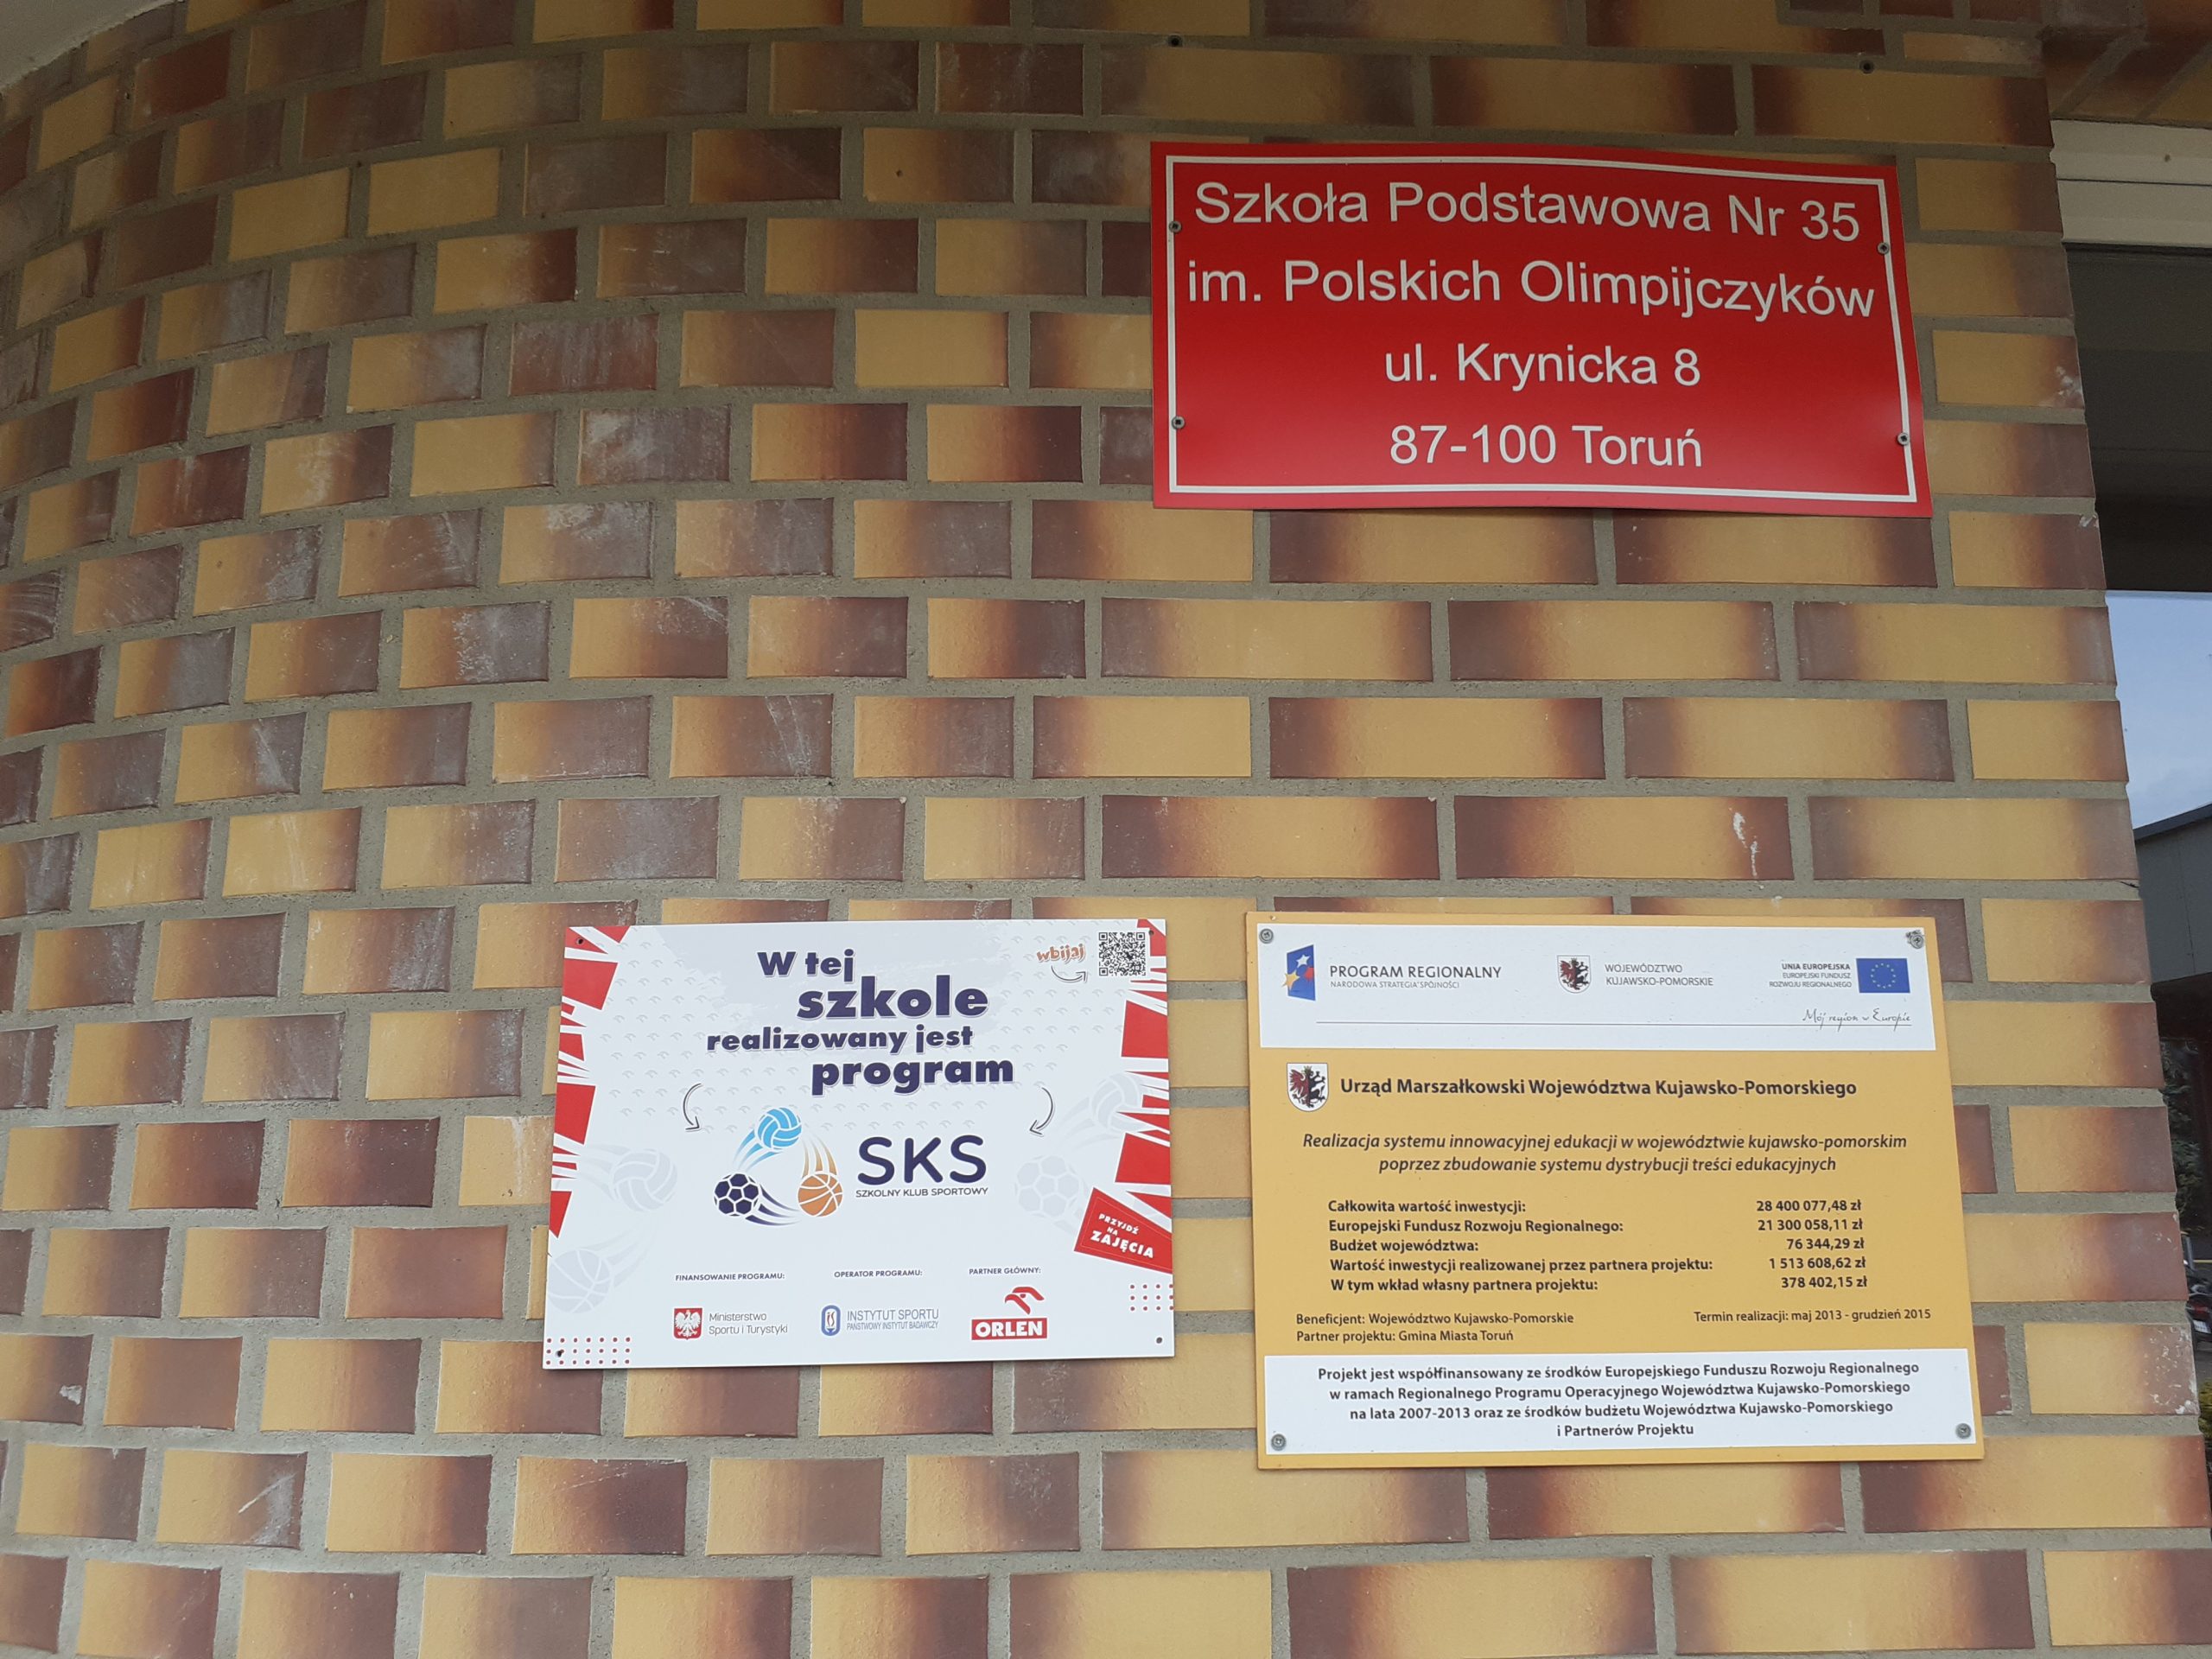 Szkoła Podstawowa Nr 35
im. Polskich Olimpijczyków
ul. Krynicka 8
87-100 Toruń
wbijaj
W tej
szkole
realizowany jest
program
SKS
SZKOLNY KLUB SPORTOWY
PRZYJDŹ
NA
ZAJĘCIA
FINANSOWANIE PROGRAMU:
OPERATOR PROGRAMU:
PARTNER GŁÓWNY:
Ministerstwo
Sportu i Turystyki
INSTYTUT SPORTU
PAŃSTWOWY INSTYTUT BADAWCZY
ORLEN
PROGRAM REGIONALNY
NARODOWA STRATEGIA SPÓJNOŚCI
WOJEWÓDZTWO
KUJAWSKO-POMORSKIE
UNIA EUROPEJSKA
EUROPEJSKI FUNDUSZ
ROZWOJU REGIONALNEGO
Mój region w Europie
Urząd Marszałkowski Województwa Kujawsko-Pomorskiego
Realizacja systemu innowacyjnej edukacji w województwie kujawsko-pomorskim
poprzez zbudowanie systemu dystrybucji treści edukacyjnych
Całkowita wartość inwestycji: 28 400 077,48 zł
Europejski Fundusz Rozwoju Regionalnego: 21 300 058,11 zł
Budżet województwa: 76 344,29 zł
Wartość inwestycji realizowanej przez partnera projektu: 1 513 608,62 zł
W tym wkład własny partnera projektu: 378 402,15 zł
Beneficjent: Województwo Kujawsko-Pomorskie
Partner projektu: Gmina Miasta Toruń
Termin realizacji: maj 2013 - grudzień 2015
Projekt jest współfinansowany ze środków Europejskiego Funduszu Rozwoju Regionalnego
w ramach Regionalnego Programu Operacyjnego Województwa Kujawsko-Pomorskiego
na lata 2007-2013 oraz ze środków budżetu Województwa Kujawsko-Pomorskiego
i Partnerów Projektu